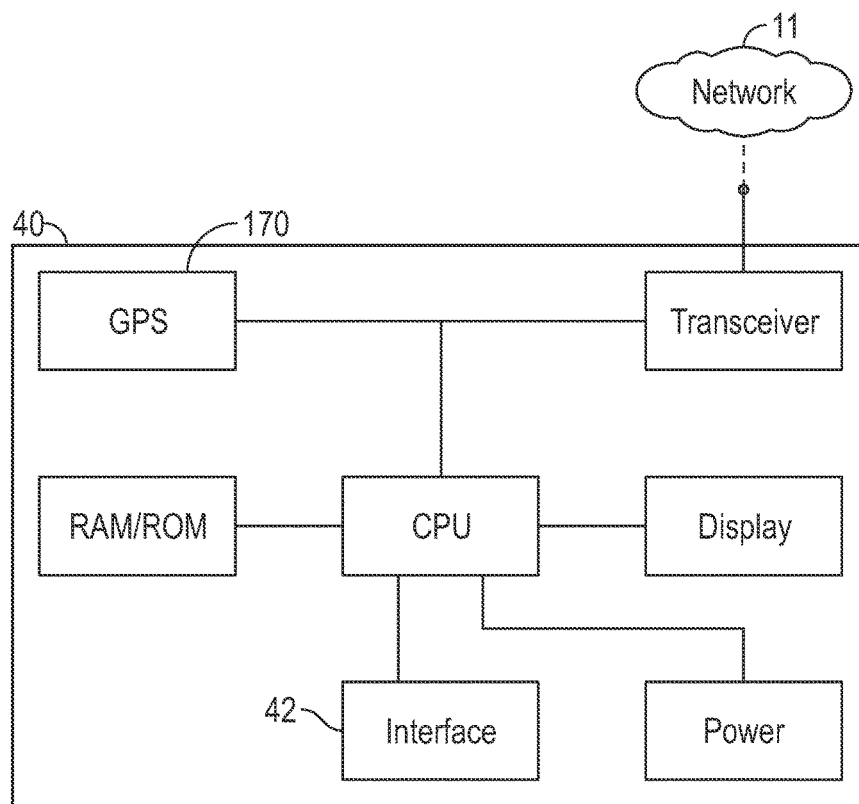 11
Network
40
170
GPS
Transceiver
RAM/ROM
CPU
Display
42
Interface
Power